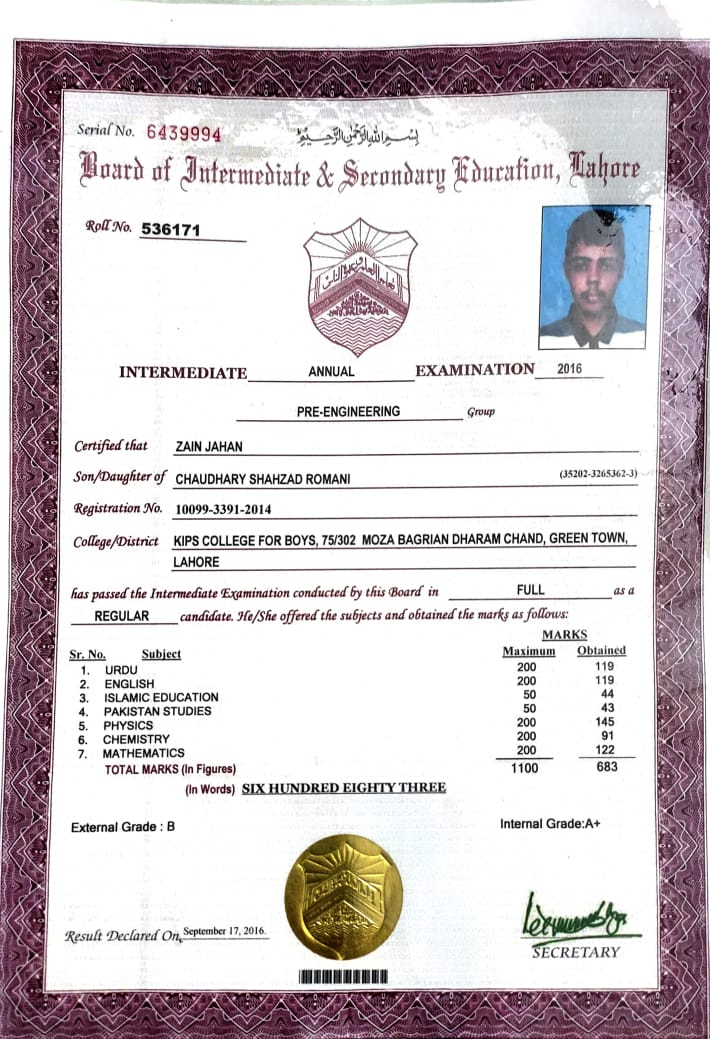 Serial No. 6439994
بسم الله الرحمن الرحيم
Board of Intermediate & Secondary Education, Lahore
Roll No. 536171
INTERMEDIATE ANNUAL EXAMINATION 2016
PRE-ENGINEERING Group
Certified that ZAIN JAHAN
Son/Daughter of CHAUDHARY SHAHZAD ROMANI (35202-3265362-3)
Registration No. 10099-3391-2014
College/District KIPS COLLEGE FOR BOYS, 75/302 MOZA BAGRIAN DHARAM CHAND, GREEN TOWN,
LAHORE
has passed the Intermediate Examination conducted by this Board in FULL as a
REGULAR candidate. He/She offered the subjects and obtained the marks as follows:
MARKS
Sr. No. Subject Maximum Obtained
1. URDU 200 119
2. ENGLISH 200 119
3. ISLAMIC EDUCATION 50 44
4. PAKISTAN STUDIES 50 43
5. PHYSICS 200 145
6. CHEMISTRY 200 91
7. MATHEMATICS 200 122
TOTAL MARKS (In Figures) 1100 683
(In Words) SIX HUNDRED EIGHTY THREE
External Grade : B Internal Grade:A+
Result Declared On, September 17, 2016.
SECRETARY